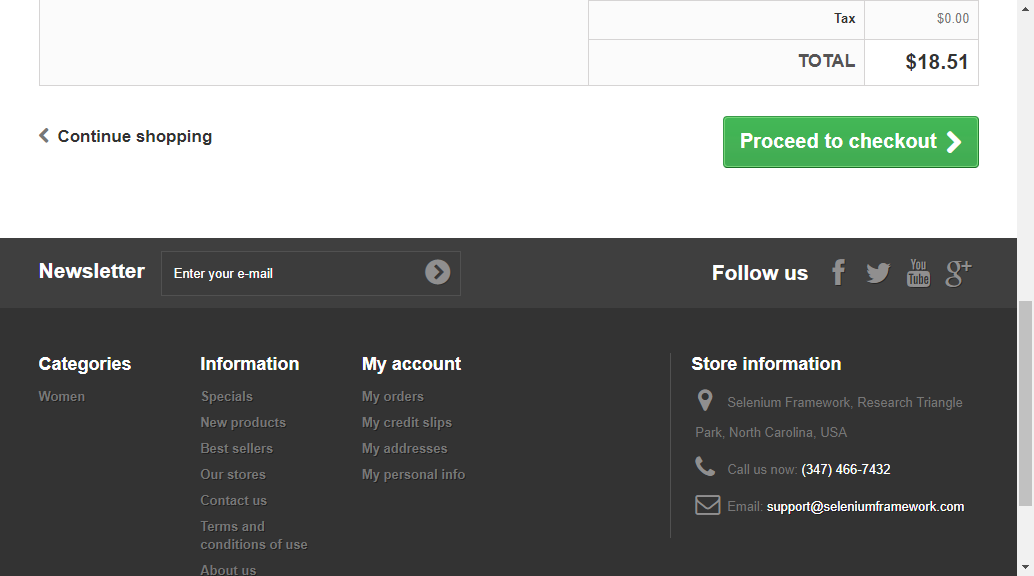 Tax $0.00
TOTAL $18.51
Continue shopping
Proceed to checkout
Newsletter
Enter your e-mail
Follow us
f
You
Tube
g+
Categories
Women
Information
Specials
New products
Best sellers
Our stores
Contact us
Terms and
conditions of use
About us
My account
My orders
My credit slips
My addresses
My personal info
Store information
Selenium Framework, Research Triangle
Park, North Carolina, USA
Call us now: (347) 466-7432
Email: support@seleniumframework.com